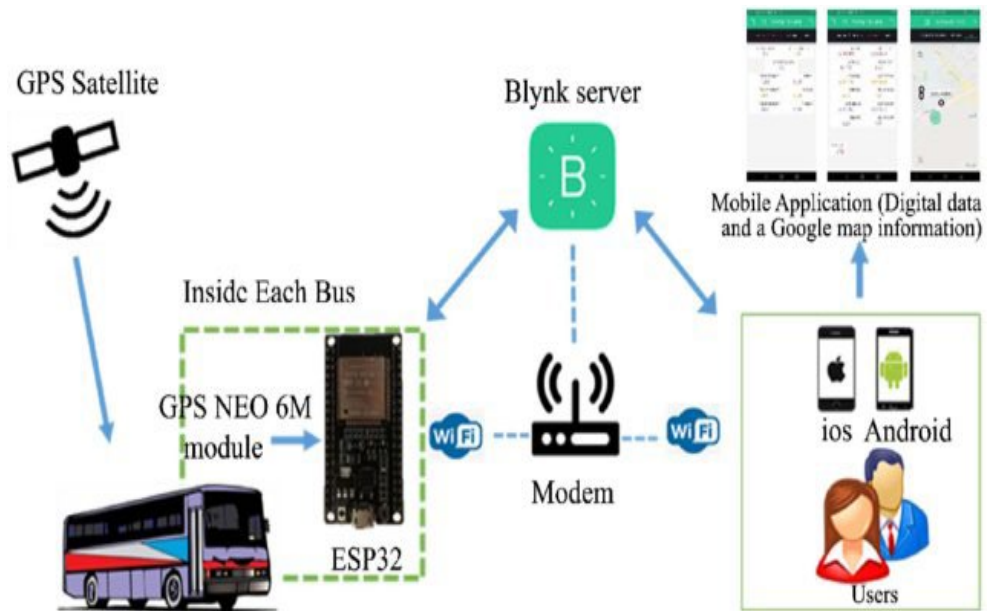 GPS Satellite
Blynk server
B
Mobile Application (Digital data
and a Google map information)
Inside Each Bus
GPS NEO 6M
module
ESP32
Wi Fi
Modem
Wi Fi
ios Android
Users